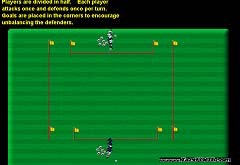 Players are divided in half. Each player
attacks once and defends once per turn.
Goals are placed in the corners to encourage
unbalancing the defenders.